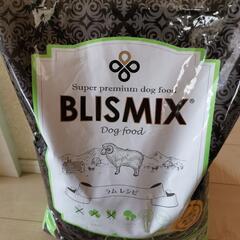 Super premium dog food
BLISMIX®
Dog food
ラム レシピ